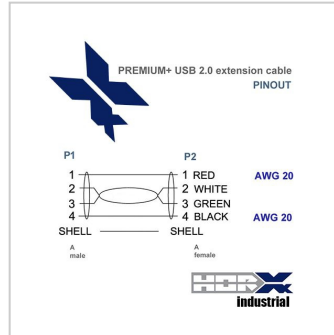 PREMIUM+ USB 2.0 extension cable
PINOUT
P1 P2
1 1 RED AWG 20
2 2 WHITE
3 3 GREEN
4 4 BLACK AWG 20
SHELL SHELL
A A
male female
industrial